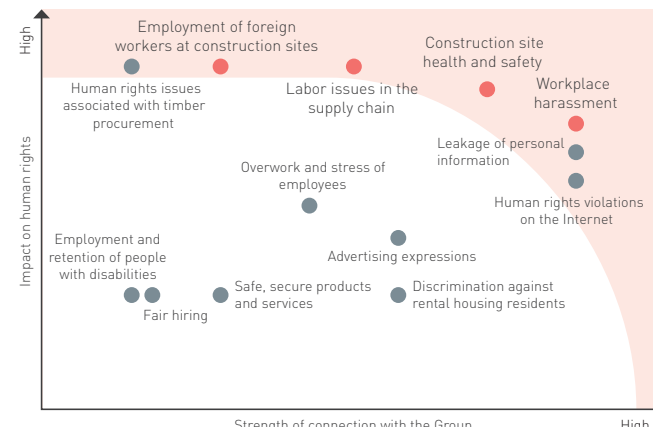 High
Employment of foreign
workers at construction sites
Construction site
health and safety
Human rights issues
associated with timber
procurement
Labor issues in the
supply chain
Workplace
harassment
Leakage of personal
information
Overwork and stress of
employees
Human rights violations
on the Internet
Impact on human rights
Employment and
retention of people
with disabilities
Advertising expressions
Safe, secure products
and services
Discrimination against
rental housing residents
Fair hiring
Strength of connection with the Group
High